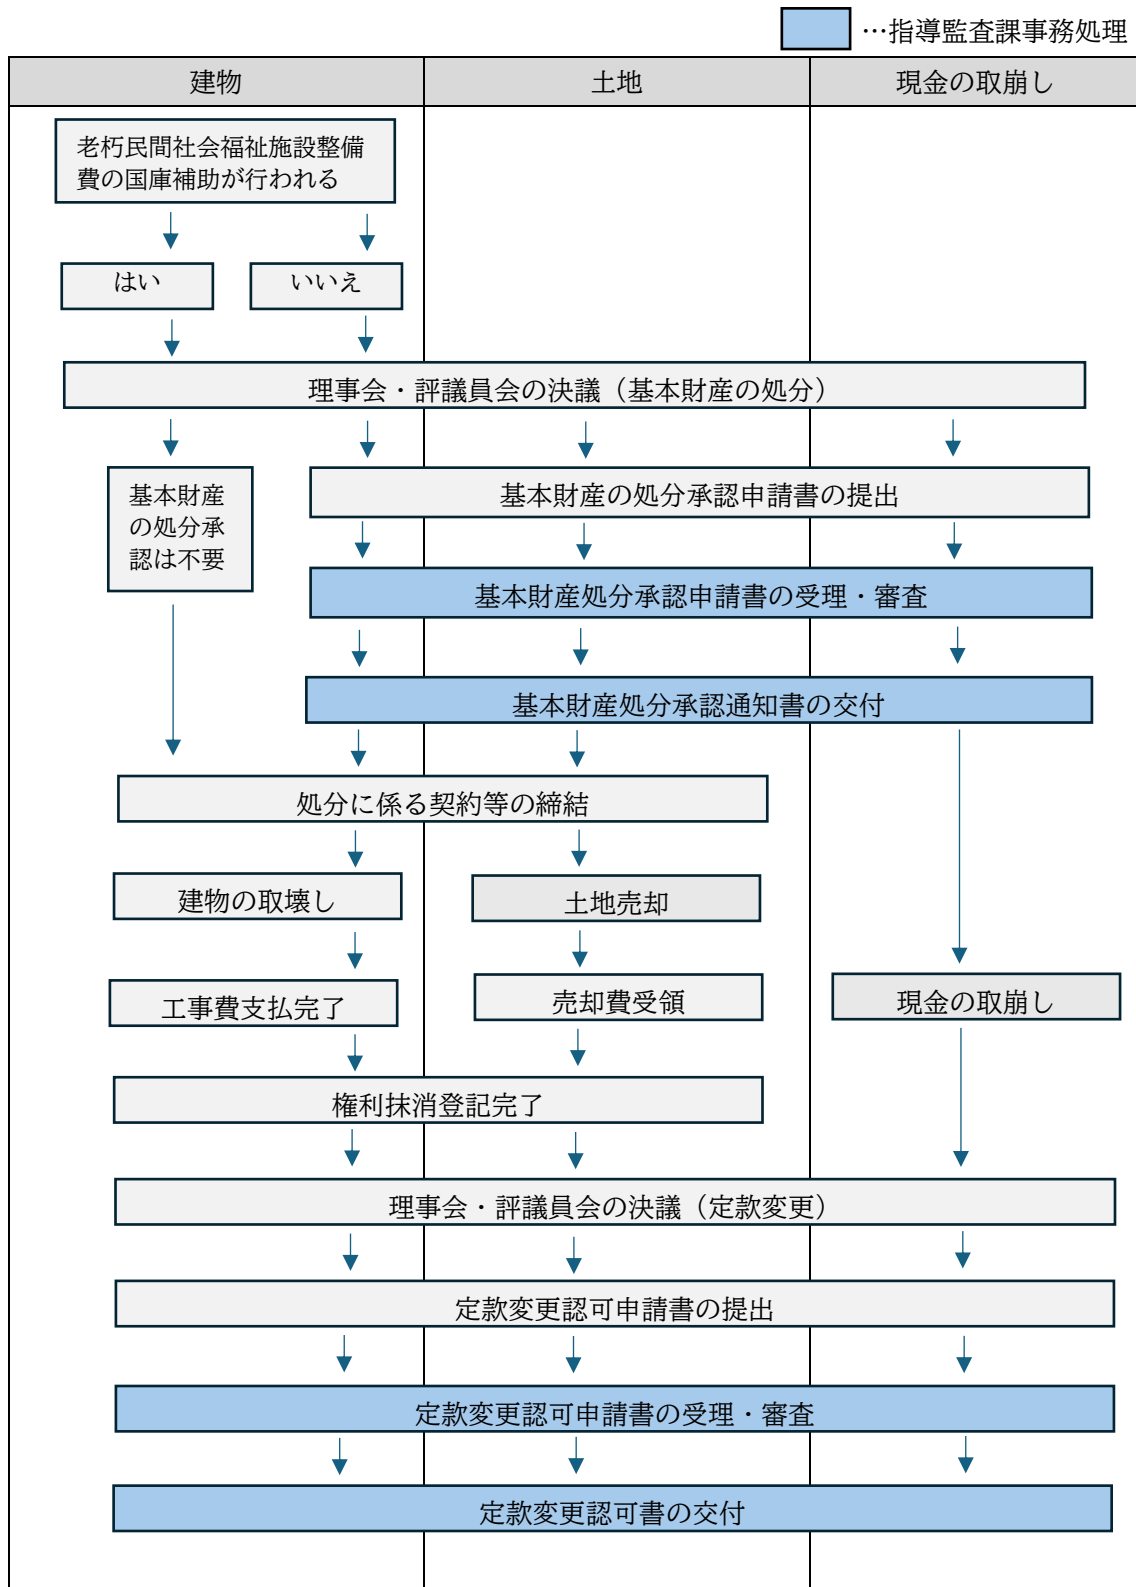 …指導監査課事務処理
建物
土地
現金の取崩し
老朽民間社会福祉施設整備
費の国庫補助が行われる
はい
いいえ
理事会・評議員会の決議（基本財産の処分）
基本財産
の処分承
認は不要
基本財産の処分承認申請書の提出
基本財産処分承認申請書の受理・審査
基本財産処分承認通知書の交付
処分に係る契約等の締結
建物の取壊し
土地売却
工事費支払完了
売却費受領
現金の取崩し
権利抹消登記完了
理事会・評議員会の決議（定款変更）
定款変更認可申請書の提出
定款変更認可申請書の受理・審査
定款変更認可書の交付